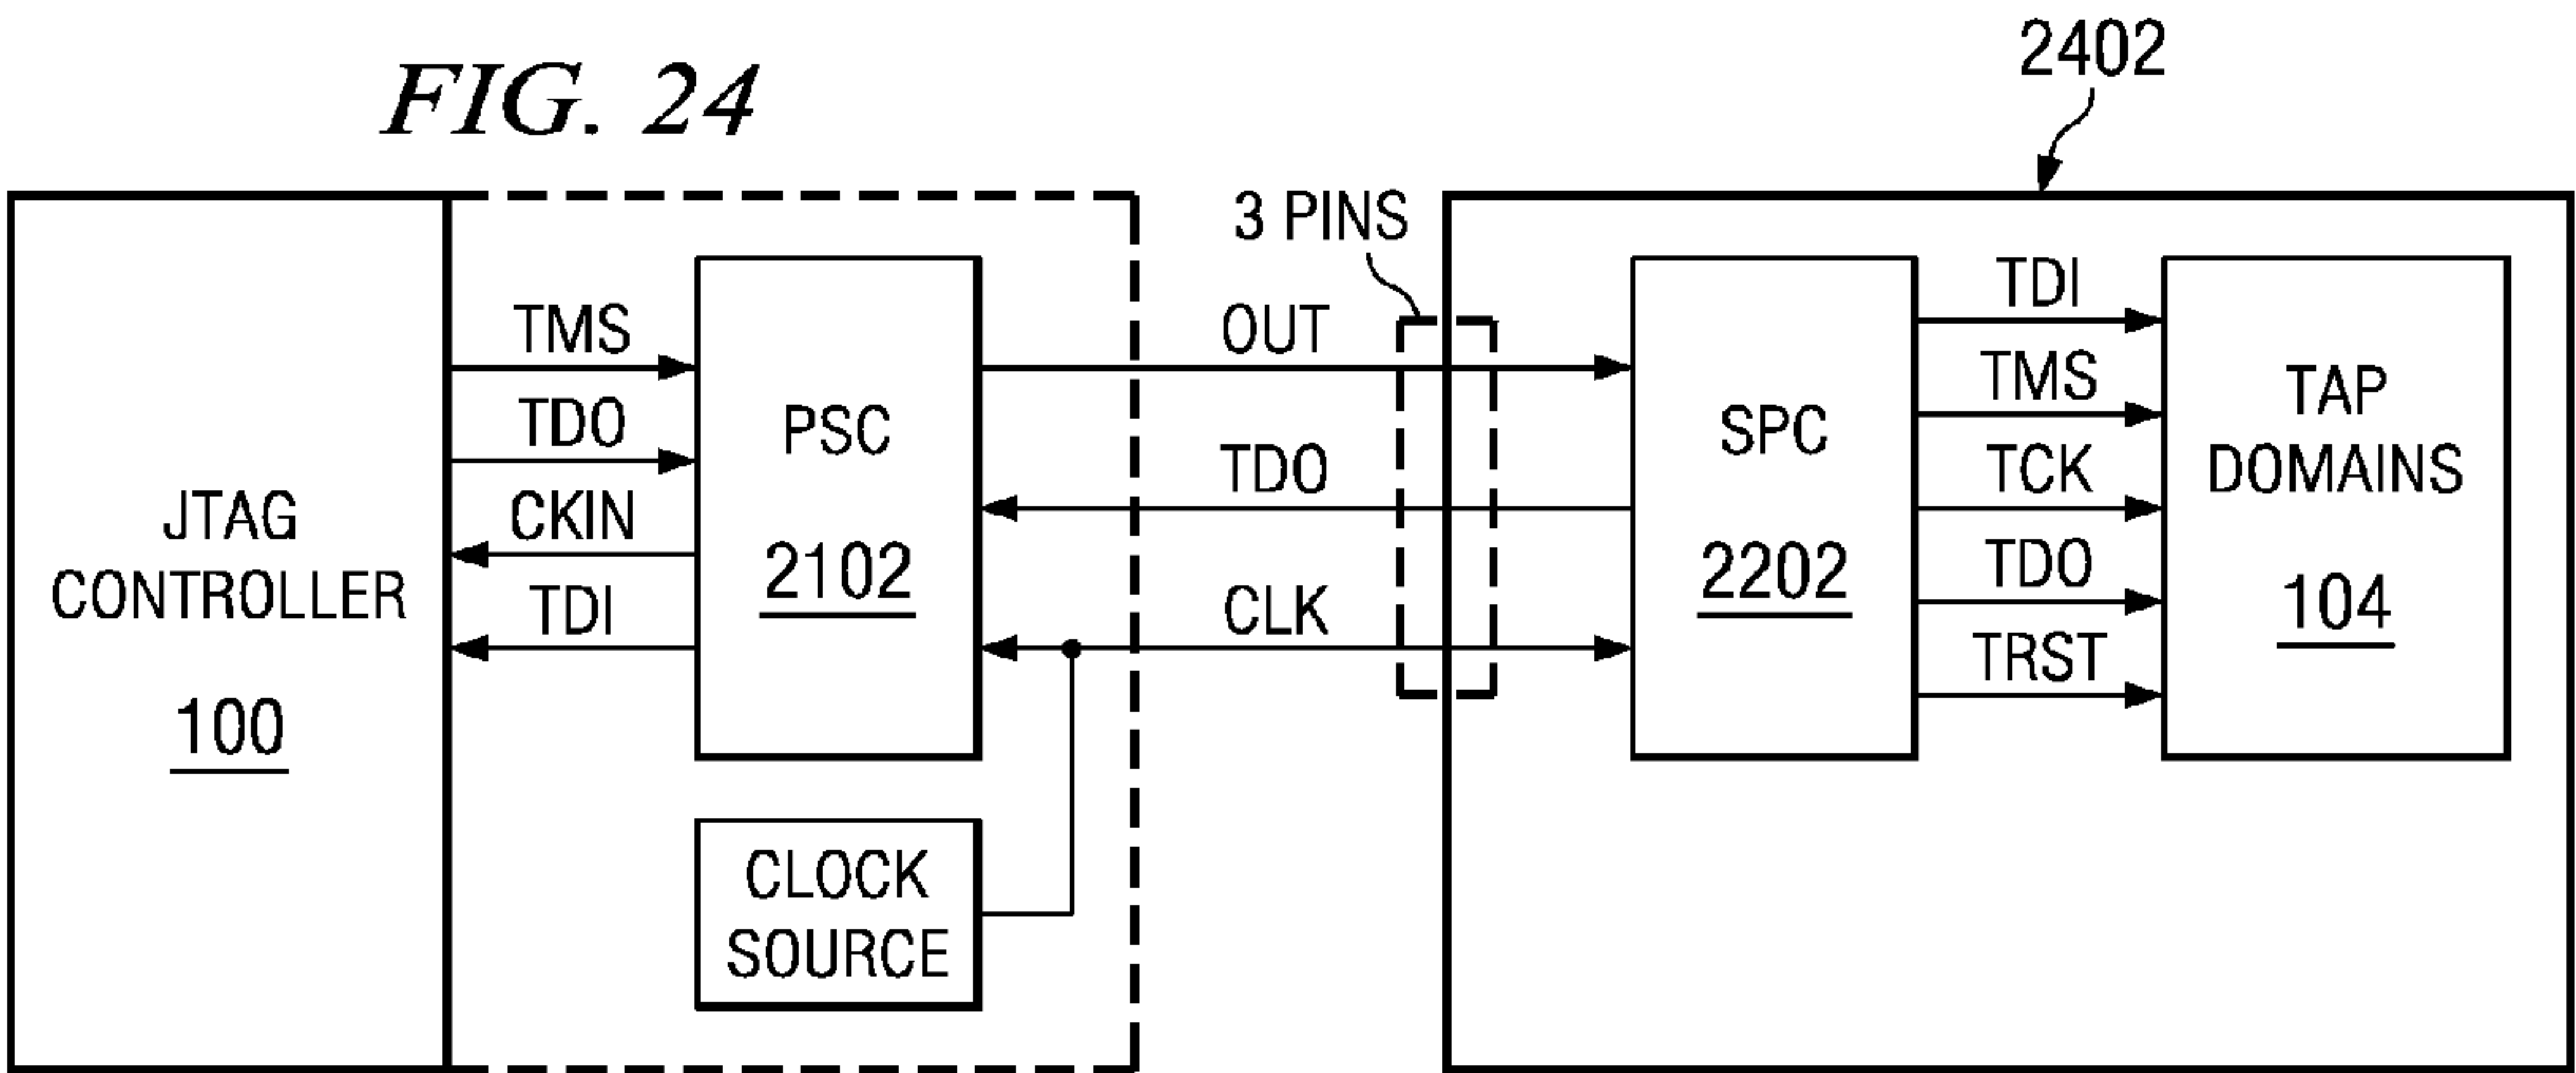 FIG. 24
2402
3 PINS
JTAG
CONTROLLER
100
TMS
TDO
CKIN
TDI
PSC
2102
CLOCK
SOURCE
OUT
TDO
CLK
SPC
2202
TDI
TMS
TCK
TDO
TRST
TAP
DOMAINS
104